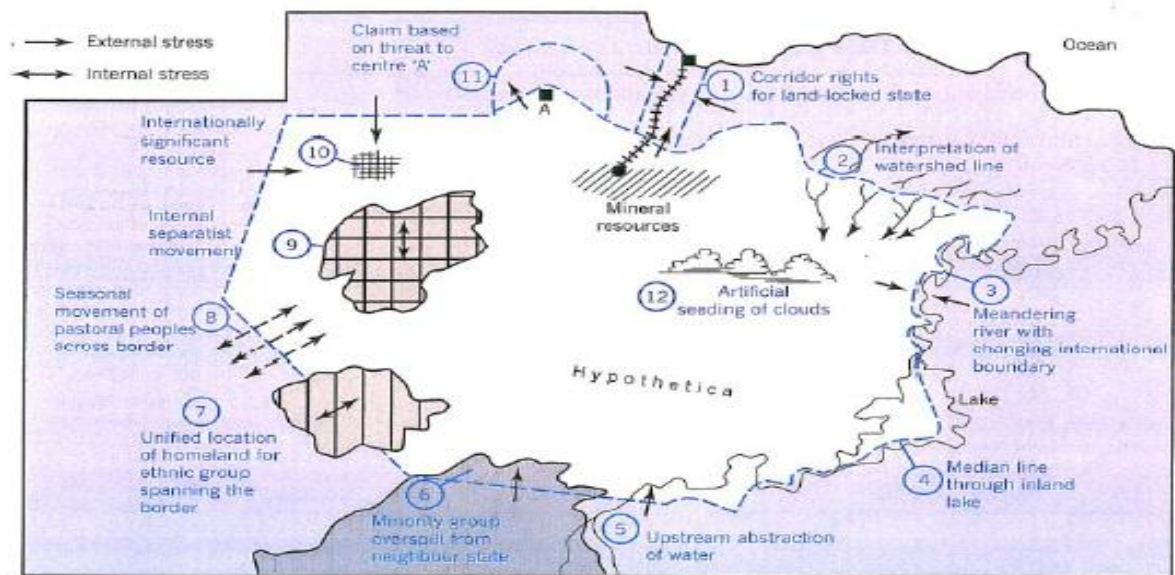 External stress
Internal stress
Claim based
on threat to
centre 'A'
11
A
1
Corridor rights
for land-locked state
Ocean
Internationally
significant
resource
10
2
Interpretation of
watershed line
Mineral
resources
Internal
separatist
movement
9
12
Artificial
seeding of clouds
3
Meandering
river with
changing international
boundary
Seasonal
movement of
pastoral peoples
across border
8
Hypothetica
Lake
7
Unified location
of homeland for
ethnic group
spanning the
border
4
Median line
through inland
lake
6
Minority group
overspill from
neighbour state
5
Upstream abstraction
of water